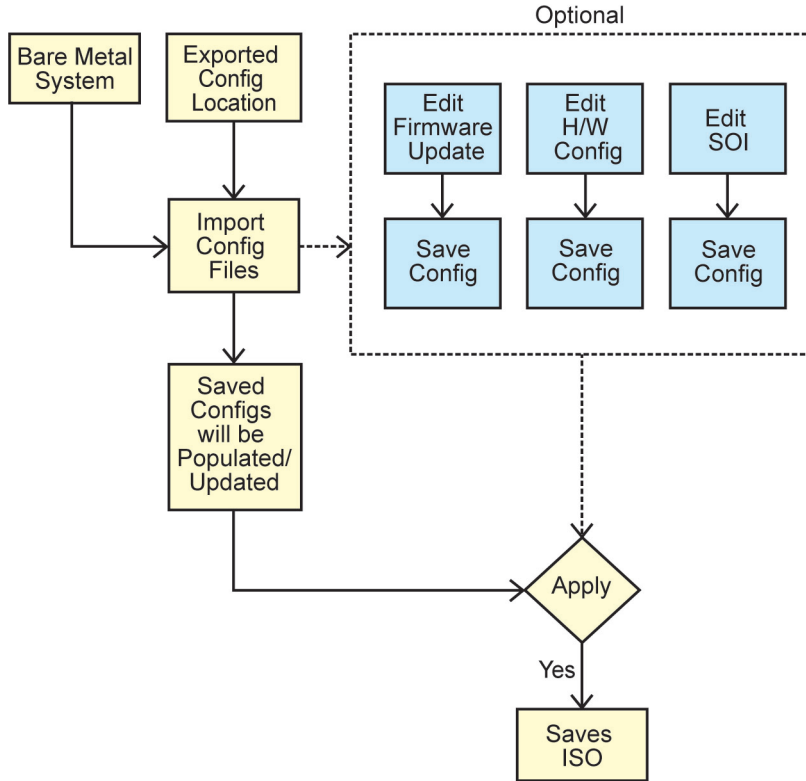 Optional
Bare Metal
System
Exported
Config
Location
Edit
Firmware
Update
Edit
H/W
Config
Edit
SOI
Import
Config
Files
Save
Config
Save
Config
Save
Config
Saved
Configs
will be
Populated/
Updated
Apply
Yes
Saves
ISO